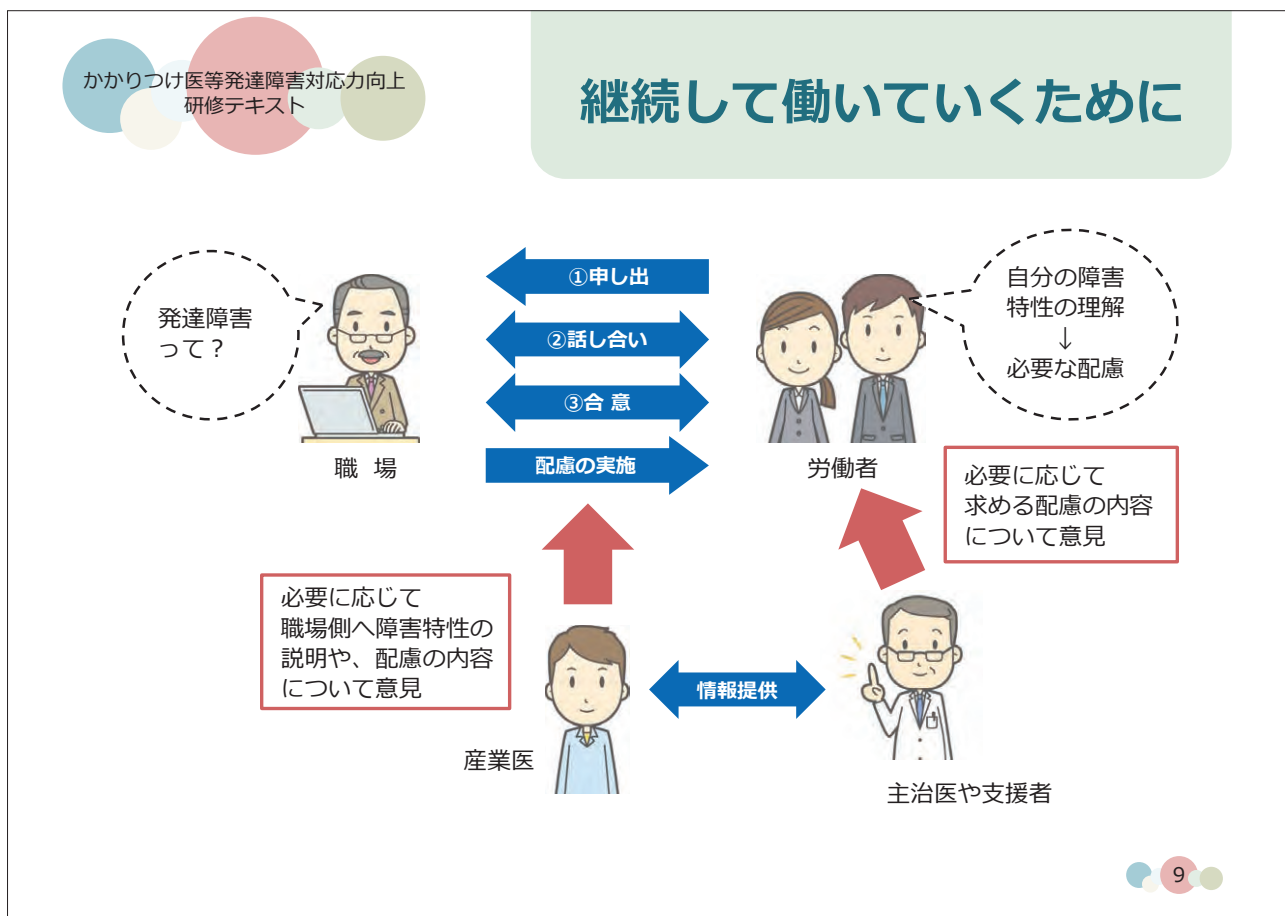 かかりつけ医等発達障害対応力向上
研修テキスト
継続して働いていくために
発達障害
って？
①申し出
②話し合い
③合 意
配慮の実施
自分の障害
特性の理解
↓
必要な配慮
職 場
労働者
必要に応じて
求める配慮の内容
について意見
必要に応じて
職場側へ障害特性の
説明や、配慮の内容
について意見
情報提供
産業医
主治医や支援者
9